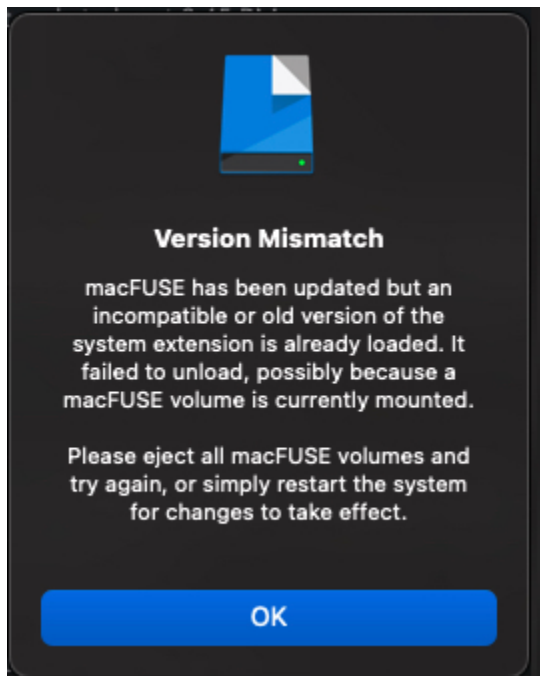 Version Mismatch
macFUSE has been updated but an
incompatible or old version of the
system extension is already loaded. It
failed to unload, possibly because a
macFUSE volume is currently mounted.
Please eject all macFUSE volumes and
try again, or simply restart the system
for changes to take effect.
OK